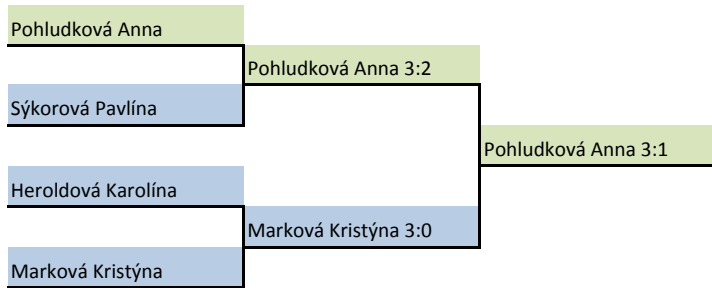 Pohludková Anna
Pohludková Anna 3:2
Sýkorová Pavlína
Pohludková Anna 3:1
Heroldová Karolína
Marková Kristýna 3:0
Marková Kristýna